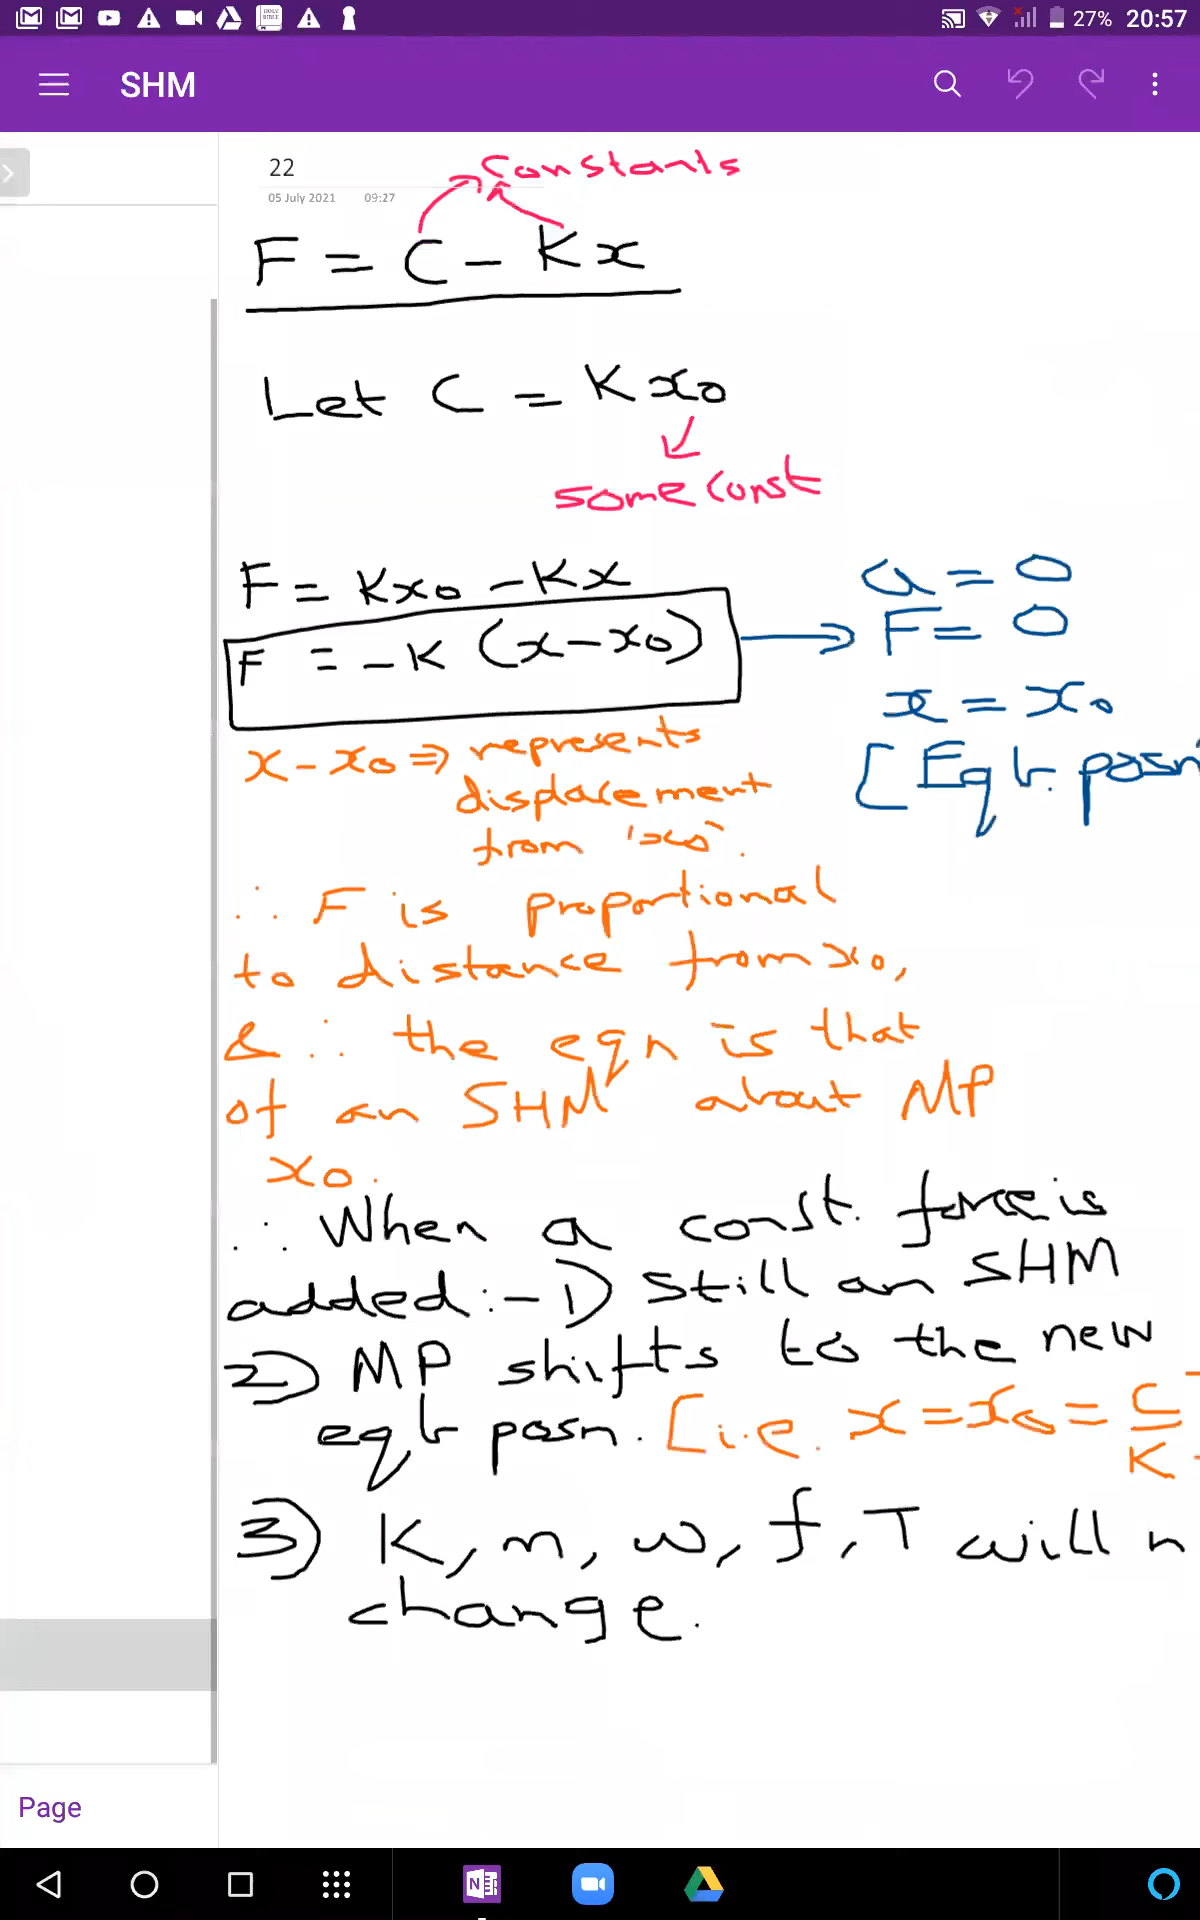 27% 20:57
SHM
22
Constants
05 July 2021 09:27
F = C - Kx
Let C = Kx₀
some const
F = Kx₀ - Kx
F = -K (x - x₀)
a = 0
F = 0
x = x₀
[Eqb. posn
x - x₀ ⇒ represents
displacement
from 'x₀'.
∴ F is proportional
to distance from x₀,
& ∴ the eqn is that
of an SHM about MP
x₀.
∴ When a const. force is
added:- 1) Still an SHM
2) MP shifts to the new
eqb posn. [i.e. x = x₀ = C/K
3) K, m, w, f, T will n
change.
Page